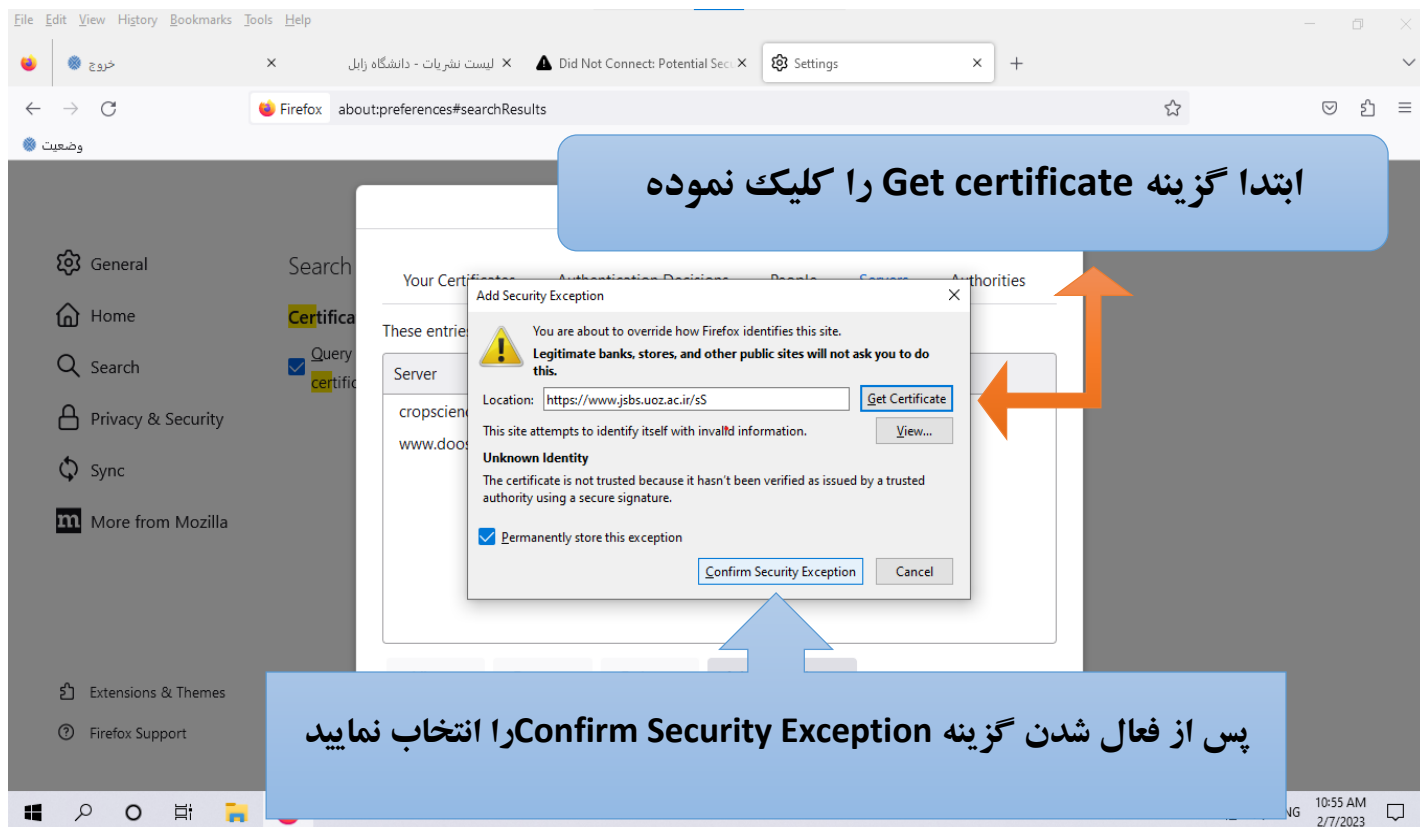 File Edit View History Bookmarks Tools Help
خروج
لیست نشریات - دانشگاه زابل
Did Not Connect: Potential Secu
Settings
Firefox about:preferences#searchResults
وضعیت
ابتدا گزینه Get certificate را کلیک نموده
General
Home
Search
Privacy & Security
Sync
More from Mozilla
Extensions & Themes
Firefox Support
Search
Certifica
Query
certific
Your Certificates Authentication Decisions People Servers Authorities
These entrie
Server
cropscien
www.doos
Add Security Exception
You are about to override how Firefox identifies this site.
Legitimate banks, stores, and other public sites will not ask you to do
this.
Location: https://www.jsbs.uoz.ac.ir/sS Get Certificate
This site attempts to identify itself with invalid information. View...
Unknown Identity
The certificate is not trusted because it hasn't been verified as issued by a trusted
authority using a secure signature.
Permanently store this exception
Confirm Security Exception Cancel
پس از فعال شدن گزینه Confirm Security Exceptionرا انتخاب نمایید
NG
10:55 AM
2/7/2023